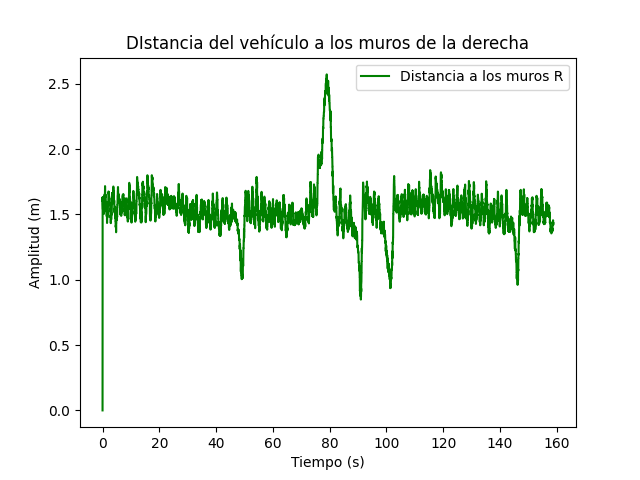 DIstancia del vehículo a los muros de la derecha
Distancia a los muros R
Amplitud (m)
2.5
2.0
1.5
1.0
0.5
0.0
0 20 40 60 80 100 120 140 160
Tiempo (s)